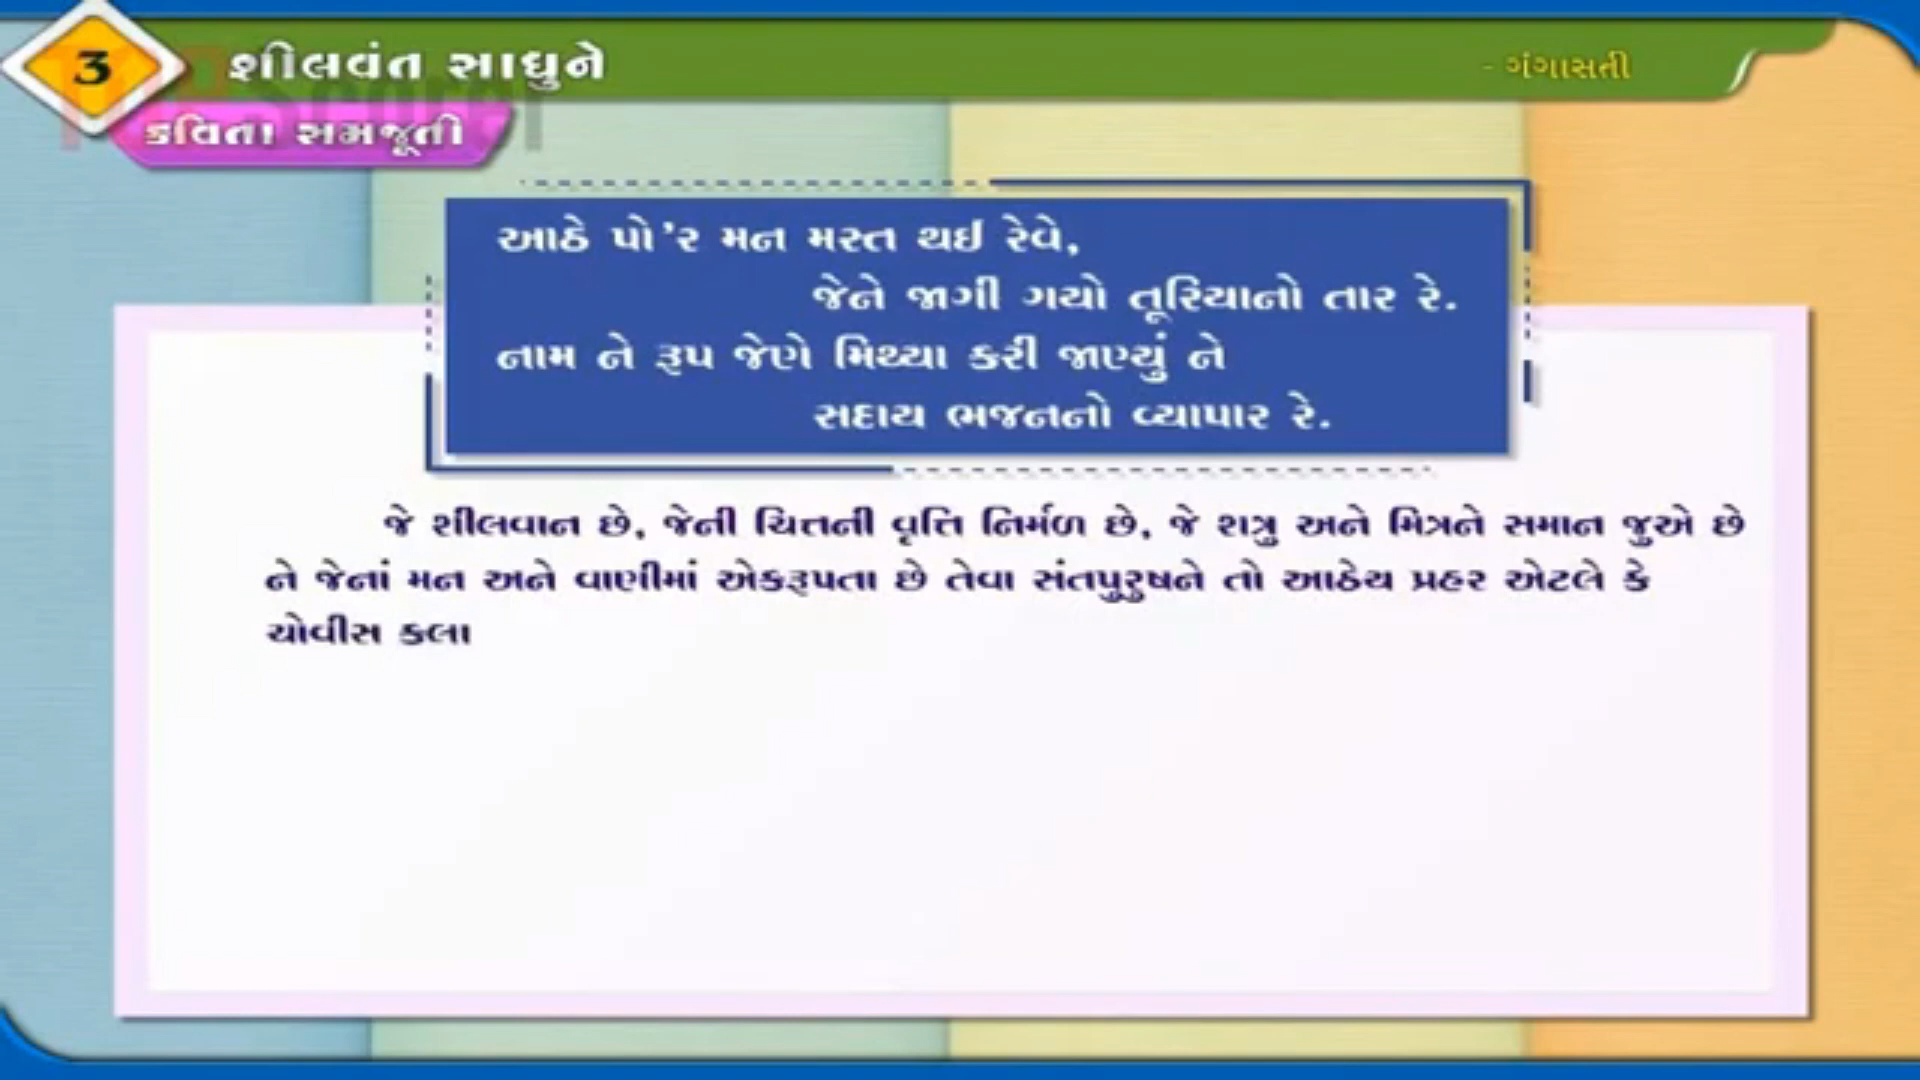 3
શીલવંત સાધુને
- ગંગાસતી
કવિતા સમજૂતી
આઠે પો'ર મન મસ્ત થઈ રેવે,
જેને જાગી ગયો તૂરિયાનો તાર રે.
નામ ને રૂપ જેણે મિથ્યા કરી જાણ્યું ને
સદાય ભજનનો વ્યાપાર રે.
જે શીલવાન છે, જેની ચિત્તની વૃત્તિ નિર્મળ છે, જે શત્રુ અને મિત્રને સમાન જુએ છે
ને જેનાં મન અને વાણીમાં એકરૂપતા છે તેવા સંતપુરુષને તો આઠેય પ્રહર એટલે કે
ચોવીસ કલા